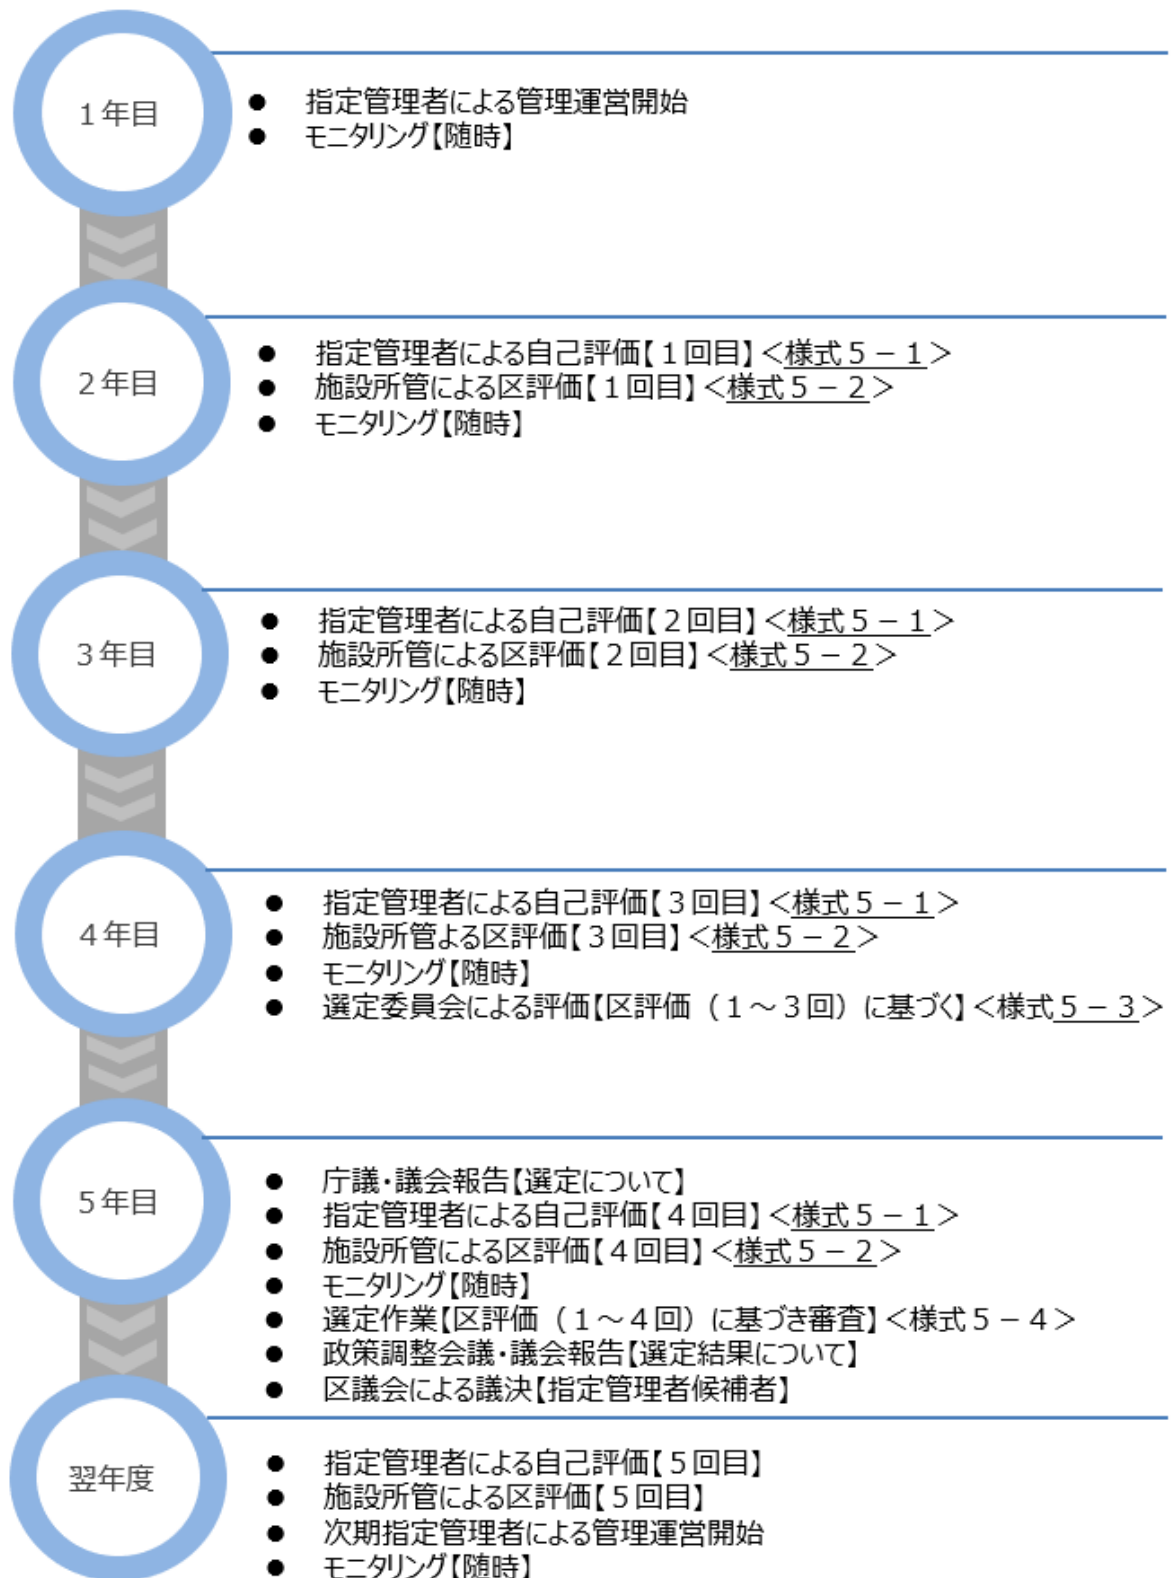 1年目
● 指定管理者による管理運営開始
● モニタリング【随時】
2年目
● 指定管理者による自己評価【1回目】<様式5－1>
● 施設所管による区評価【1回目】<様式5－2>
● モニタリング【随時】
3年目
● 指定管理者による自己評価【2回目】<様式5－1>
● 施設所管による区評価【2回目】<様式5－2>
● モニタリング【随時】
4年目
● 指定管理者による自己評価【3回目】<様式5－1>
● 施設所管よる区評価【3回目】<様式5－2>
● モニタリング【随時】
● 選定委員会による評価【区評価（1～3回）に基づく】<様式5－3>
5年目
● 庁議・議会報告【選定について】
● 指定管理者による自己評価【4回目】<様式5－1>
● 施設所管による区評価【4回目】<様式5－2>
● モニタリング【随時】
● 選定作業【区評価（1～4回）に基づき審査】<様式5－4>
● 政策調整会議・議会報告【選定結果について】
● 区議会による議決【指定管理者候補者】
翌年度
● 指定管理者による自己評価【5回目】
● 施設所管による区評価【5回目】
● 次期指定管理者による管理運営開始
● モニタリング【随時】